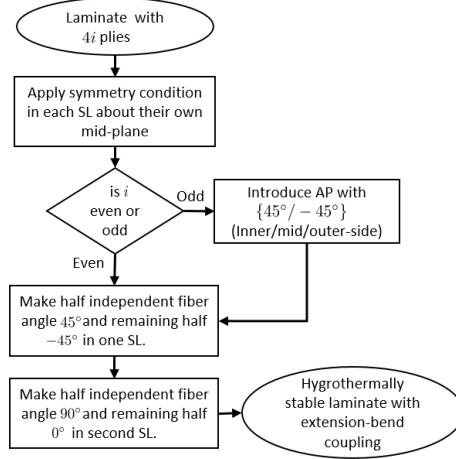 Laminate with
4i plies
Apply symmetry condition
in each SL about their own
mid-plane
is i
even or
odd
Odd
Introduce AP with
{45°/ − 45°}
(Inner/mid/outer-side)
Even
Make half independent fiber
angle 45° and remaining half
−45° in one SL.
Make half independent fiber
angle 90° and remaining half
0° in second SL.
Hygrothermally
stable laminate with
extension-bend
coupling